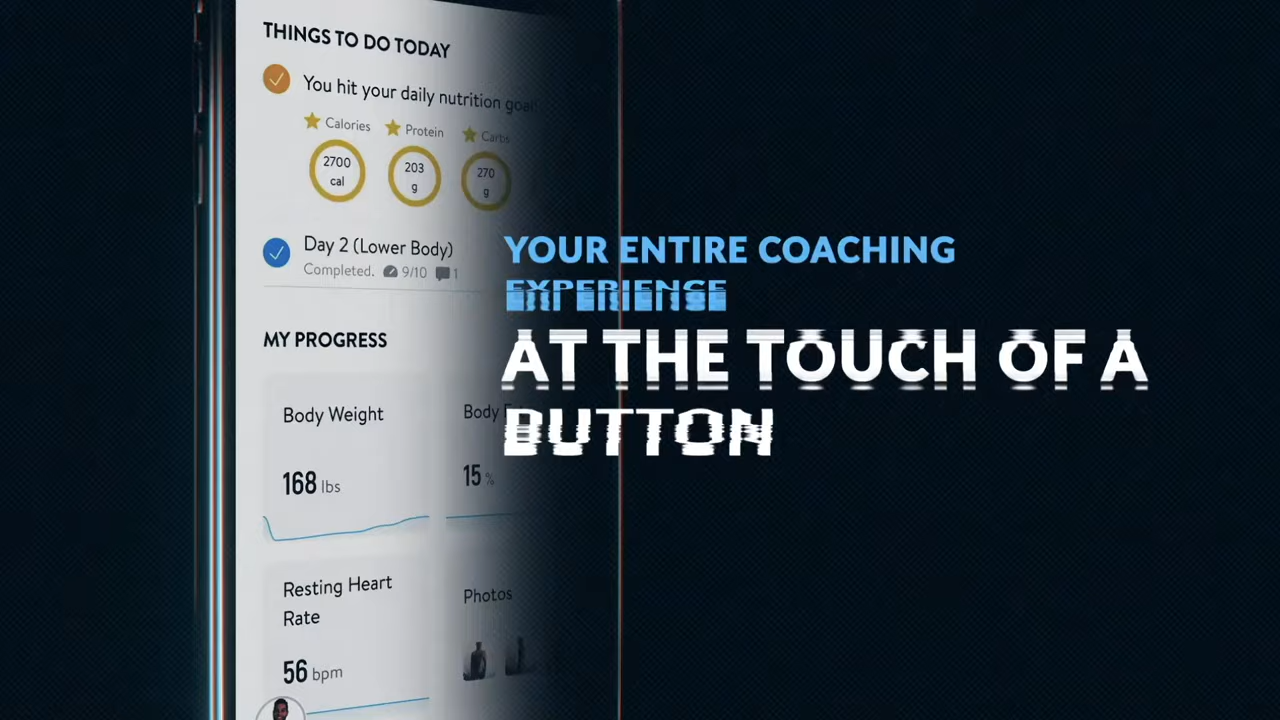 THINGS TO DO TODAY
You hit your daily nutrition goal
Calories Protein Carbs
2700 203 270
cal g g
Day 2 (Lower Body)
Completed. 9/10 1
YOUR ENTIRE COACHING
EXPERIENCE
AT THE TOUCH OF A
BUTTON
MY PROGRESS
Body Weight Body
168 lbs 15 %
Resting Heart
Rate
Photos
56 bpm